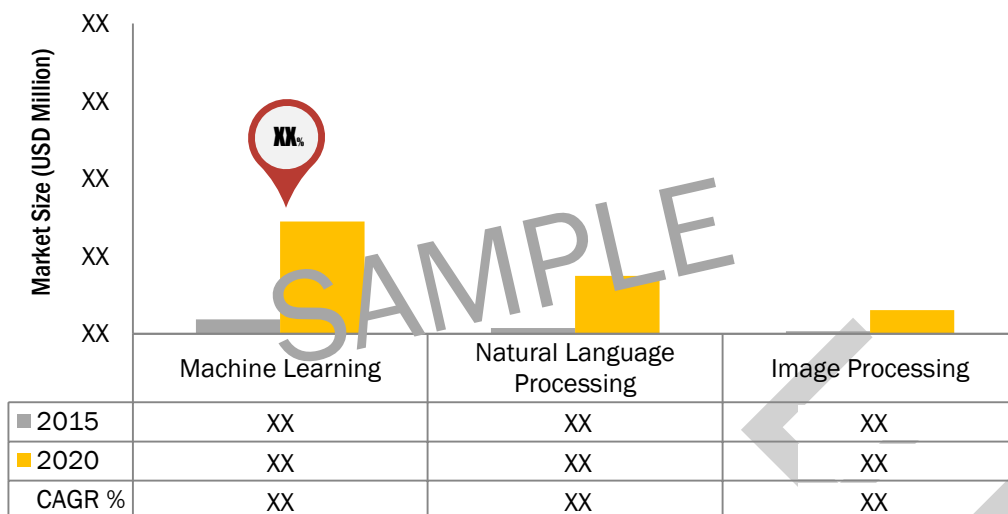 Market Size (USD Million)
XX
XX
XX
XX
XX
XX%
SAMPLE
Machine Learning
Natural Language
Processing
Image Processing
2015 XX XX XX
2020 XX XX XX
CAGR % XX XX XX